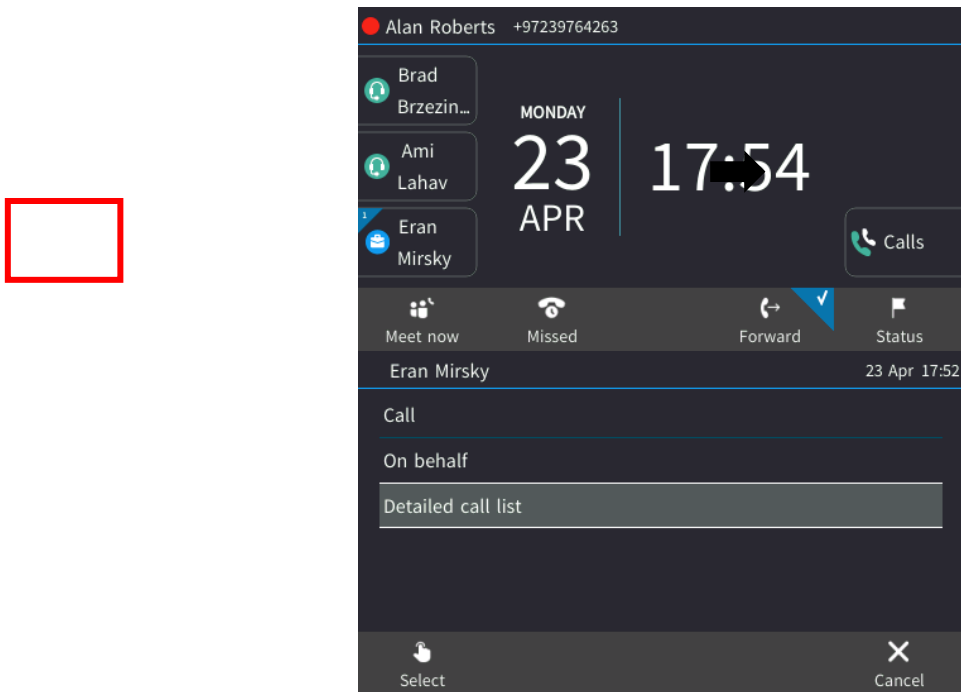 Alan Roberts +97239764263
Brad
Brzezin...
Ami
Lahav
1
Eran
Mirsky
MONDAY
23
APR
17:54
Calls
Meet now
Missed
Forward
Status
Eran Mirsky 23 Apr 17:52
Call
On behalf
Detailed call list
Select
Cancel